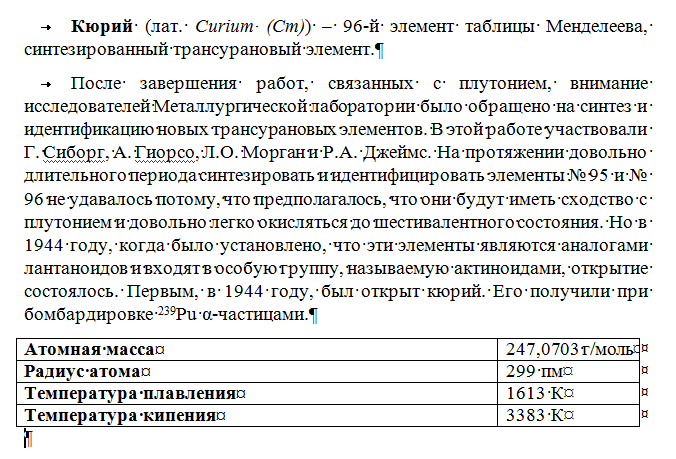 Кюрий (лат. Curium (Cm)) – 96-й элемент таблицы Менделеева,
синтезированный трансурановый элемент.
После завершения работ, связанных с плутонием, внимание
исследователей Металлургической лаборатории было обращено на синтез и
идентификацию новых трансурановых элементов. В этой работе участвовали
Г. Сиборг, А. Гиорсо, Л.О. Морган и Р.А. Джеймс. На протяжении довольно
длительного периода синтезировать и идентифицировать элементы №95 и №
96 не удавалось потому, что предполагалось, что они будут иметь сходство с
плутонием и довольно легко окисляться до шестивалентного состояния. Но в
1944 году, когда было установлено, что эти элементы являются аналогами
лантаноидов и входят в особую группу, называемую актиноидами, открытие
состоялось. Первым, в 1944 году, был открыт кюрий. Его получили при
бомбардировке ²³⁹Pu α-частицами.
Атомная масса 247,0703 г/моль
Радиус атома 299 пм
Температура плавления 1613 К
Температура кипения 3383 К